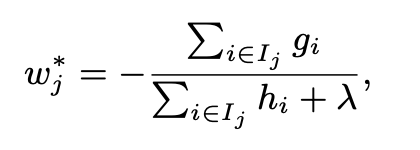 w_j^* = -\frac{\sum_{i \in I_j} g_i}{\sum_{i \in I_j} h_i + \lambda},